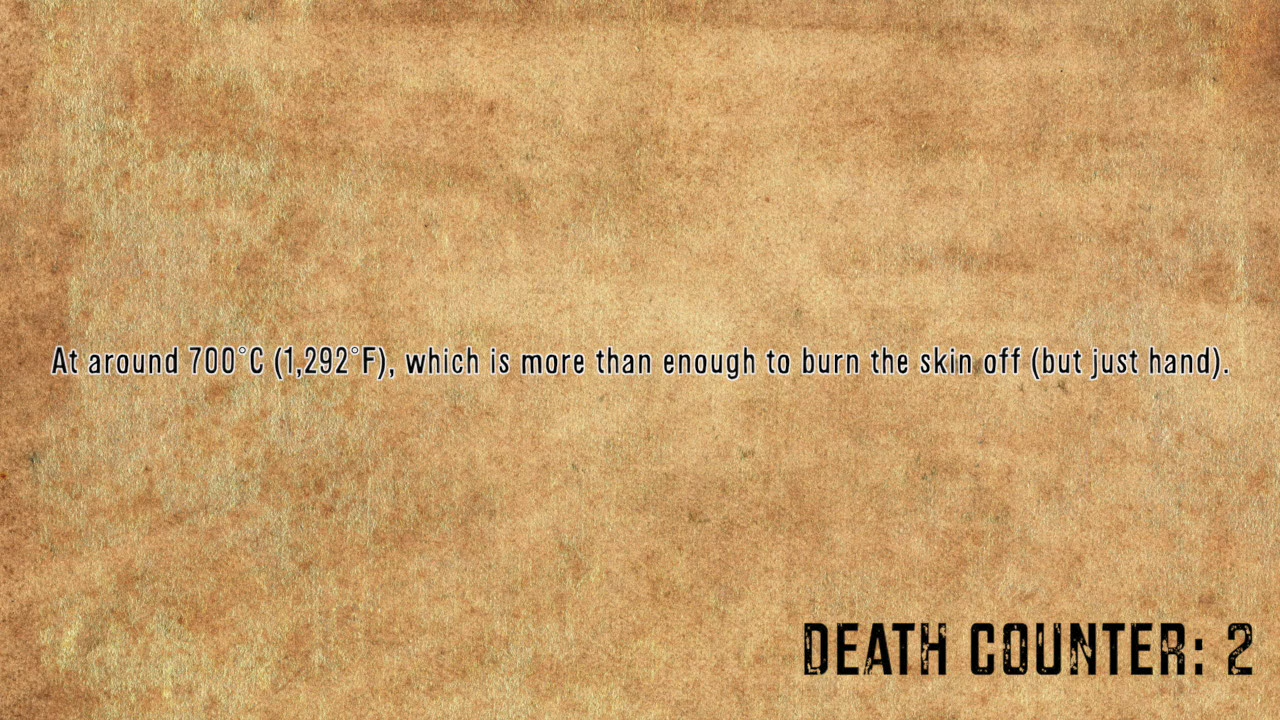 At around 700°C (1,292°F), which is more than enough to burn the skin off (but just hand).
DEATH COUNTER: 2